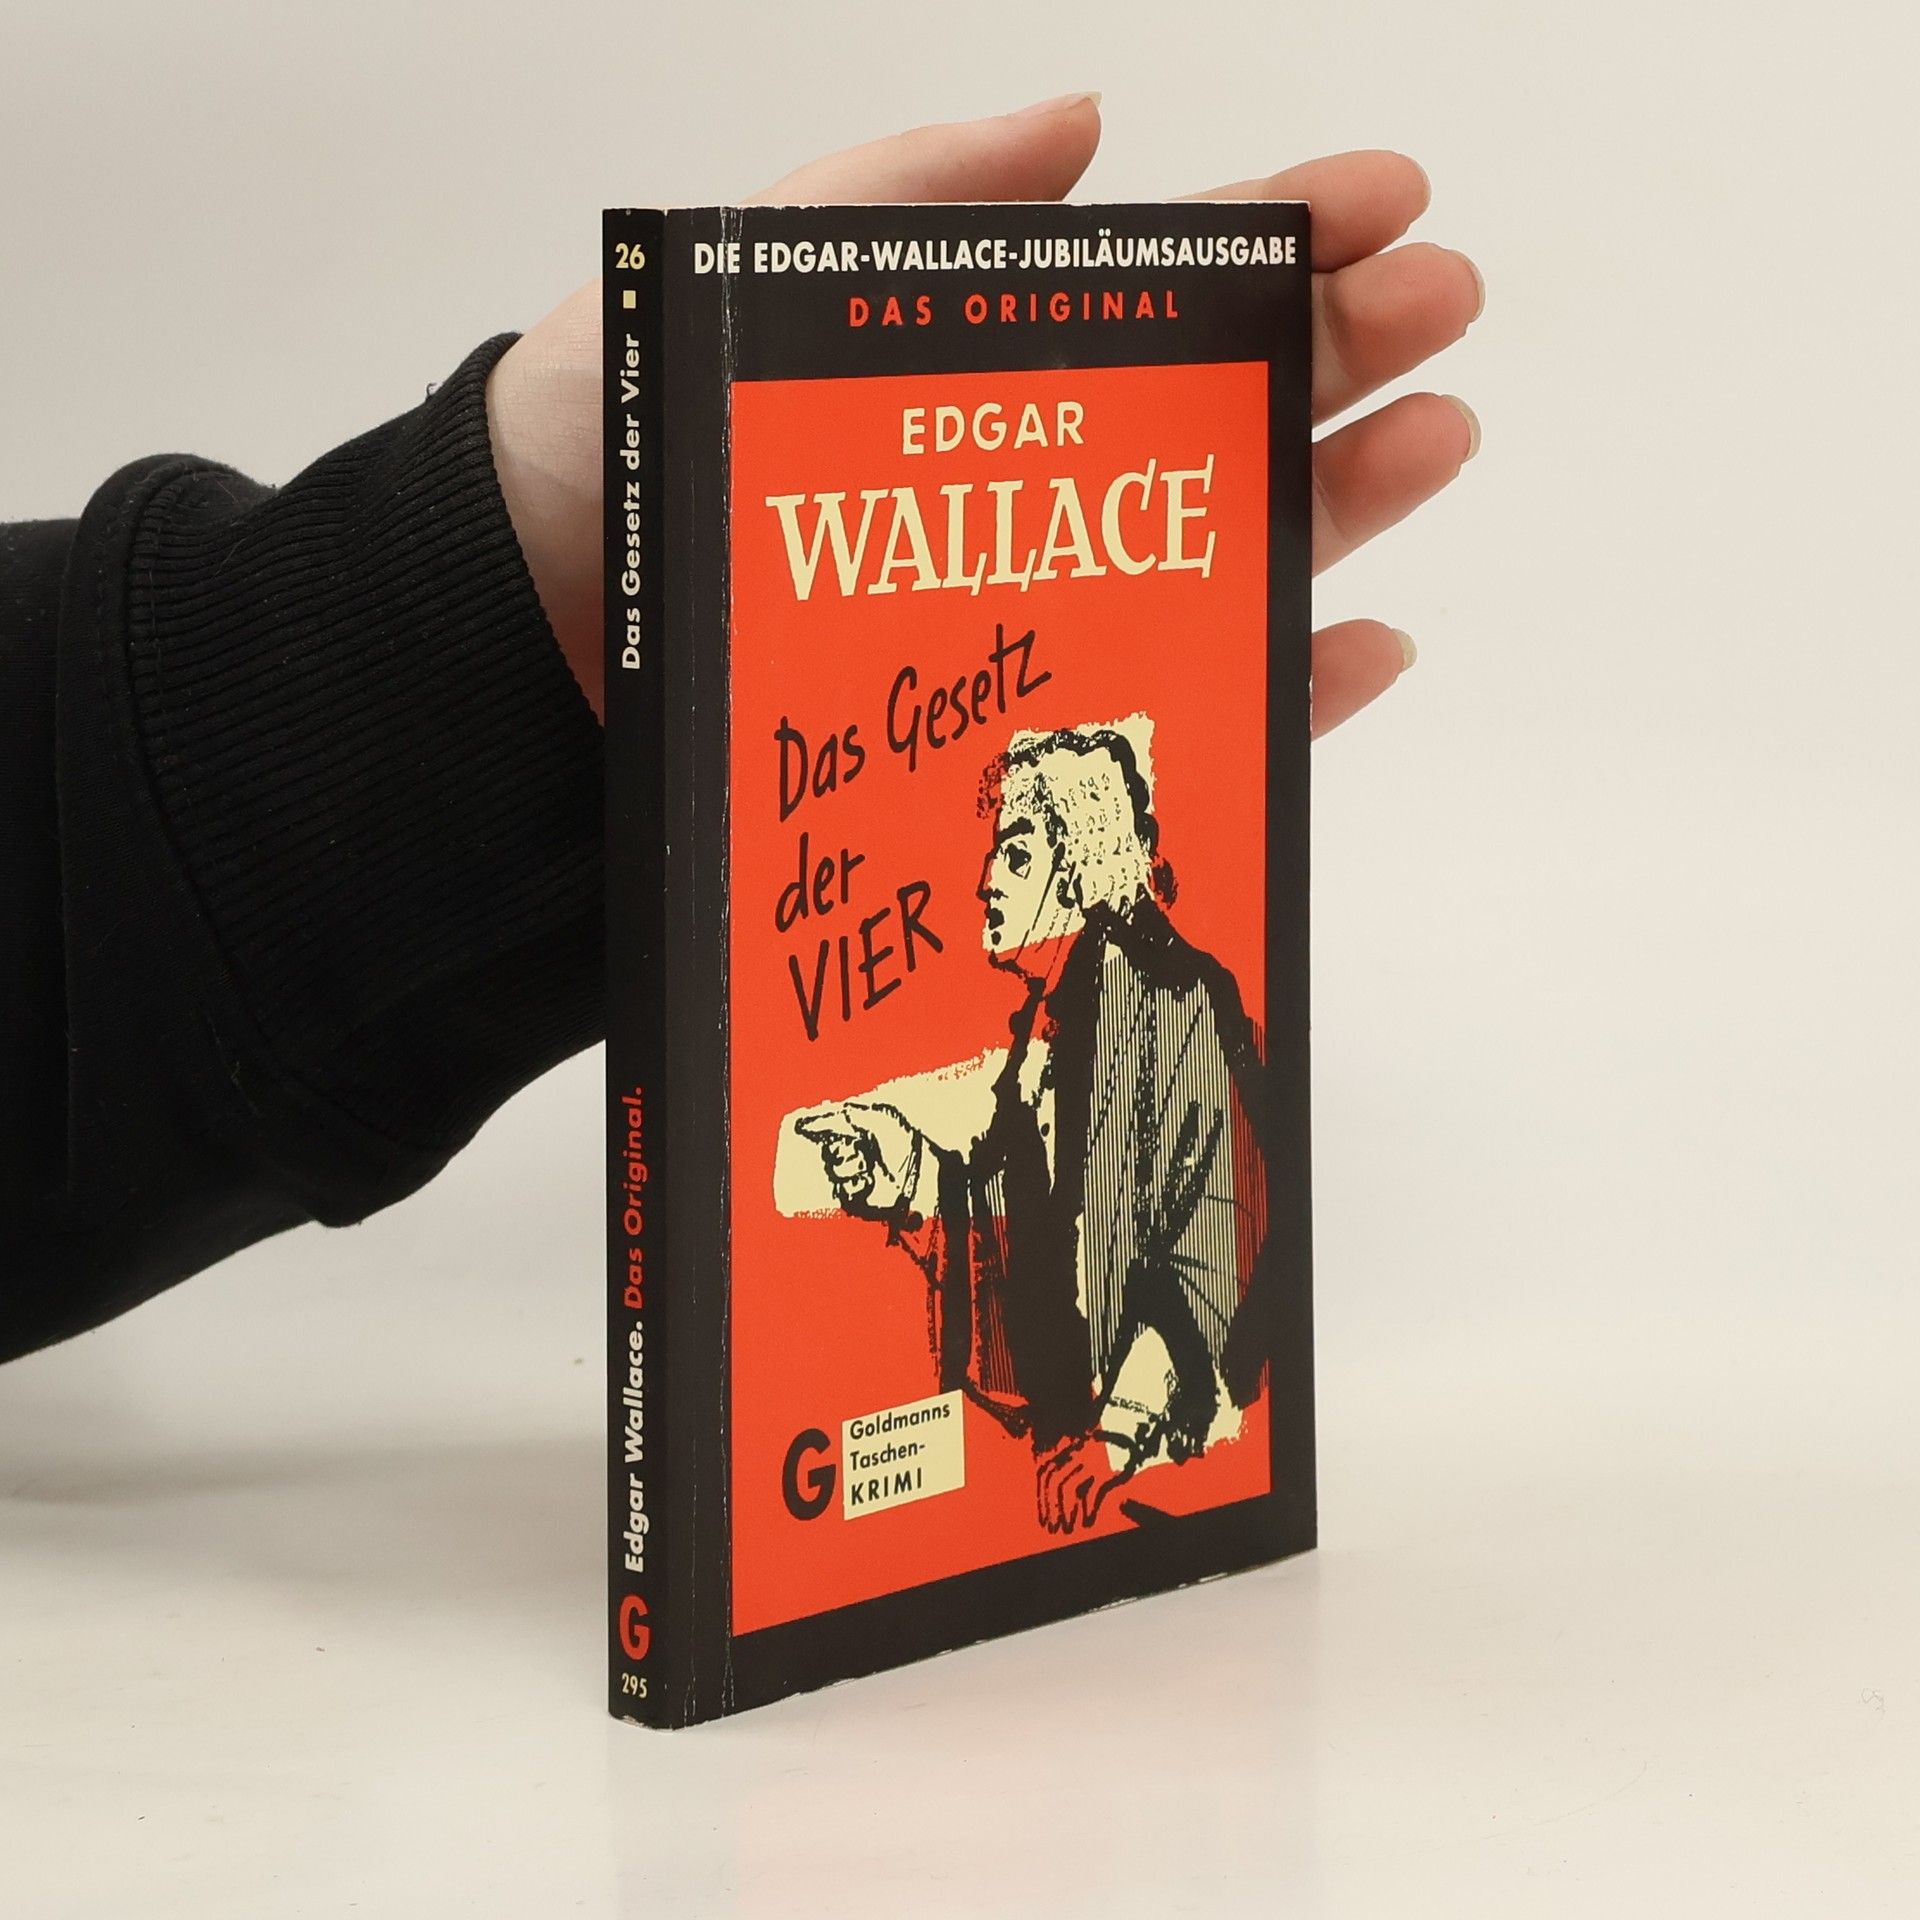 26
Das Gesetz der Vier
Edgar Wallace. Das Original.
G
295
DIE EDGAR-WALLACE-JUBILÄUMSAUSGABE
DAS ORIGINAL
EDGAR
WALLACE
Das Gesetz
der
VIER
G
Goldmanns
Taschen-
KRIMI